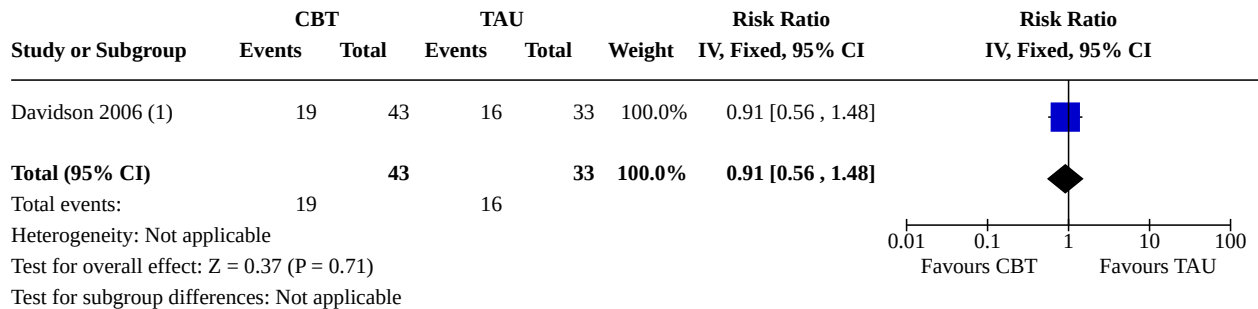 CBT TAU Risk Ratio Risk Ratio
Study or Subgroup Events Total Events Total Weight IV, Fixed, 95% CI IV, Fixed, 95% CI
Davidson 2006 (1) 19 43 16 33 100.0% 0.91 [0.56 , 1.48]
Total (95% CI) 43 33 100.0% 0.91 [0.56 , 1.48]
Total events: 19 16
Heterogeneity: Not applicable
0.01 0.1 1 10 100
Test for overall effect: Z = 0.37 (P = 0.71) Favours CBT Favours TAU
Test for subgroup differences: Not applicable